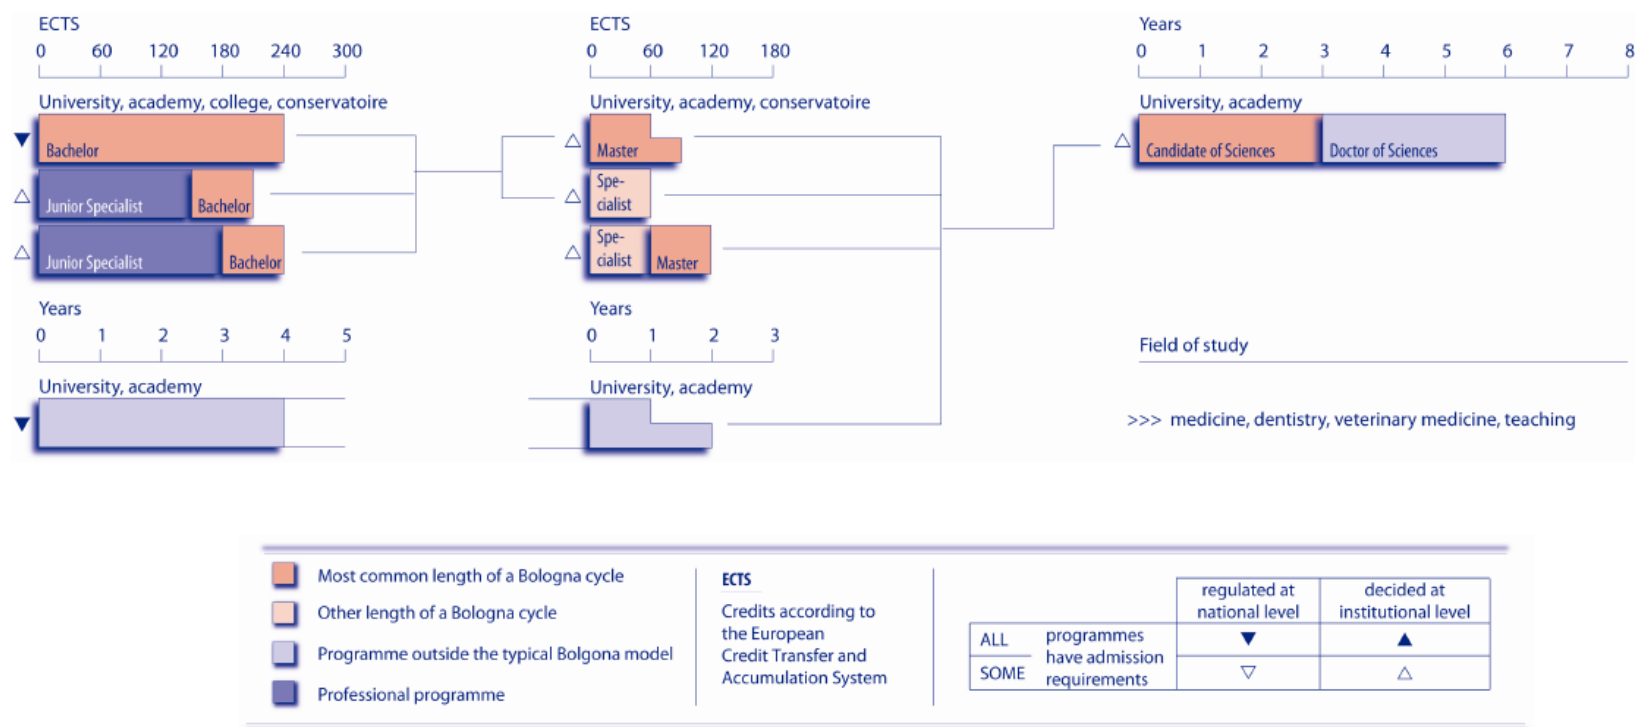 ECTS
0 60 120 180 240 300
University, academy, college, conservatoire
Bachelor
Junior Specialist Bachelor
Junior Specialist Bachelor
Years
0 1 2 3 4 5
University, academy
ECTS
0 60 120 180
University, academy, conservatoire
Master
Spe-
cialist
Spe-
cialist Master
Years
0 1 2 3
University, academy
Years
0 1 2 3 4 5 6 7 8
University, academy
Candidate of Sciences Doctor of Sciences
Field of study
>>> medicine, dentistry, veterinary medicine, teaching
Most common length of a Bologna cycle
Other length of a Bologna cycle
Programme outside the typical Bolgona model
Professional programme
ECTS
Credits according to
the European
Credit Transfer and
Accumulation System
regulated at
national level
decided at
institutional level
ALL
SOME
programmes
have admission
requirements